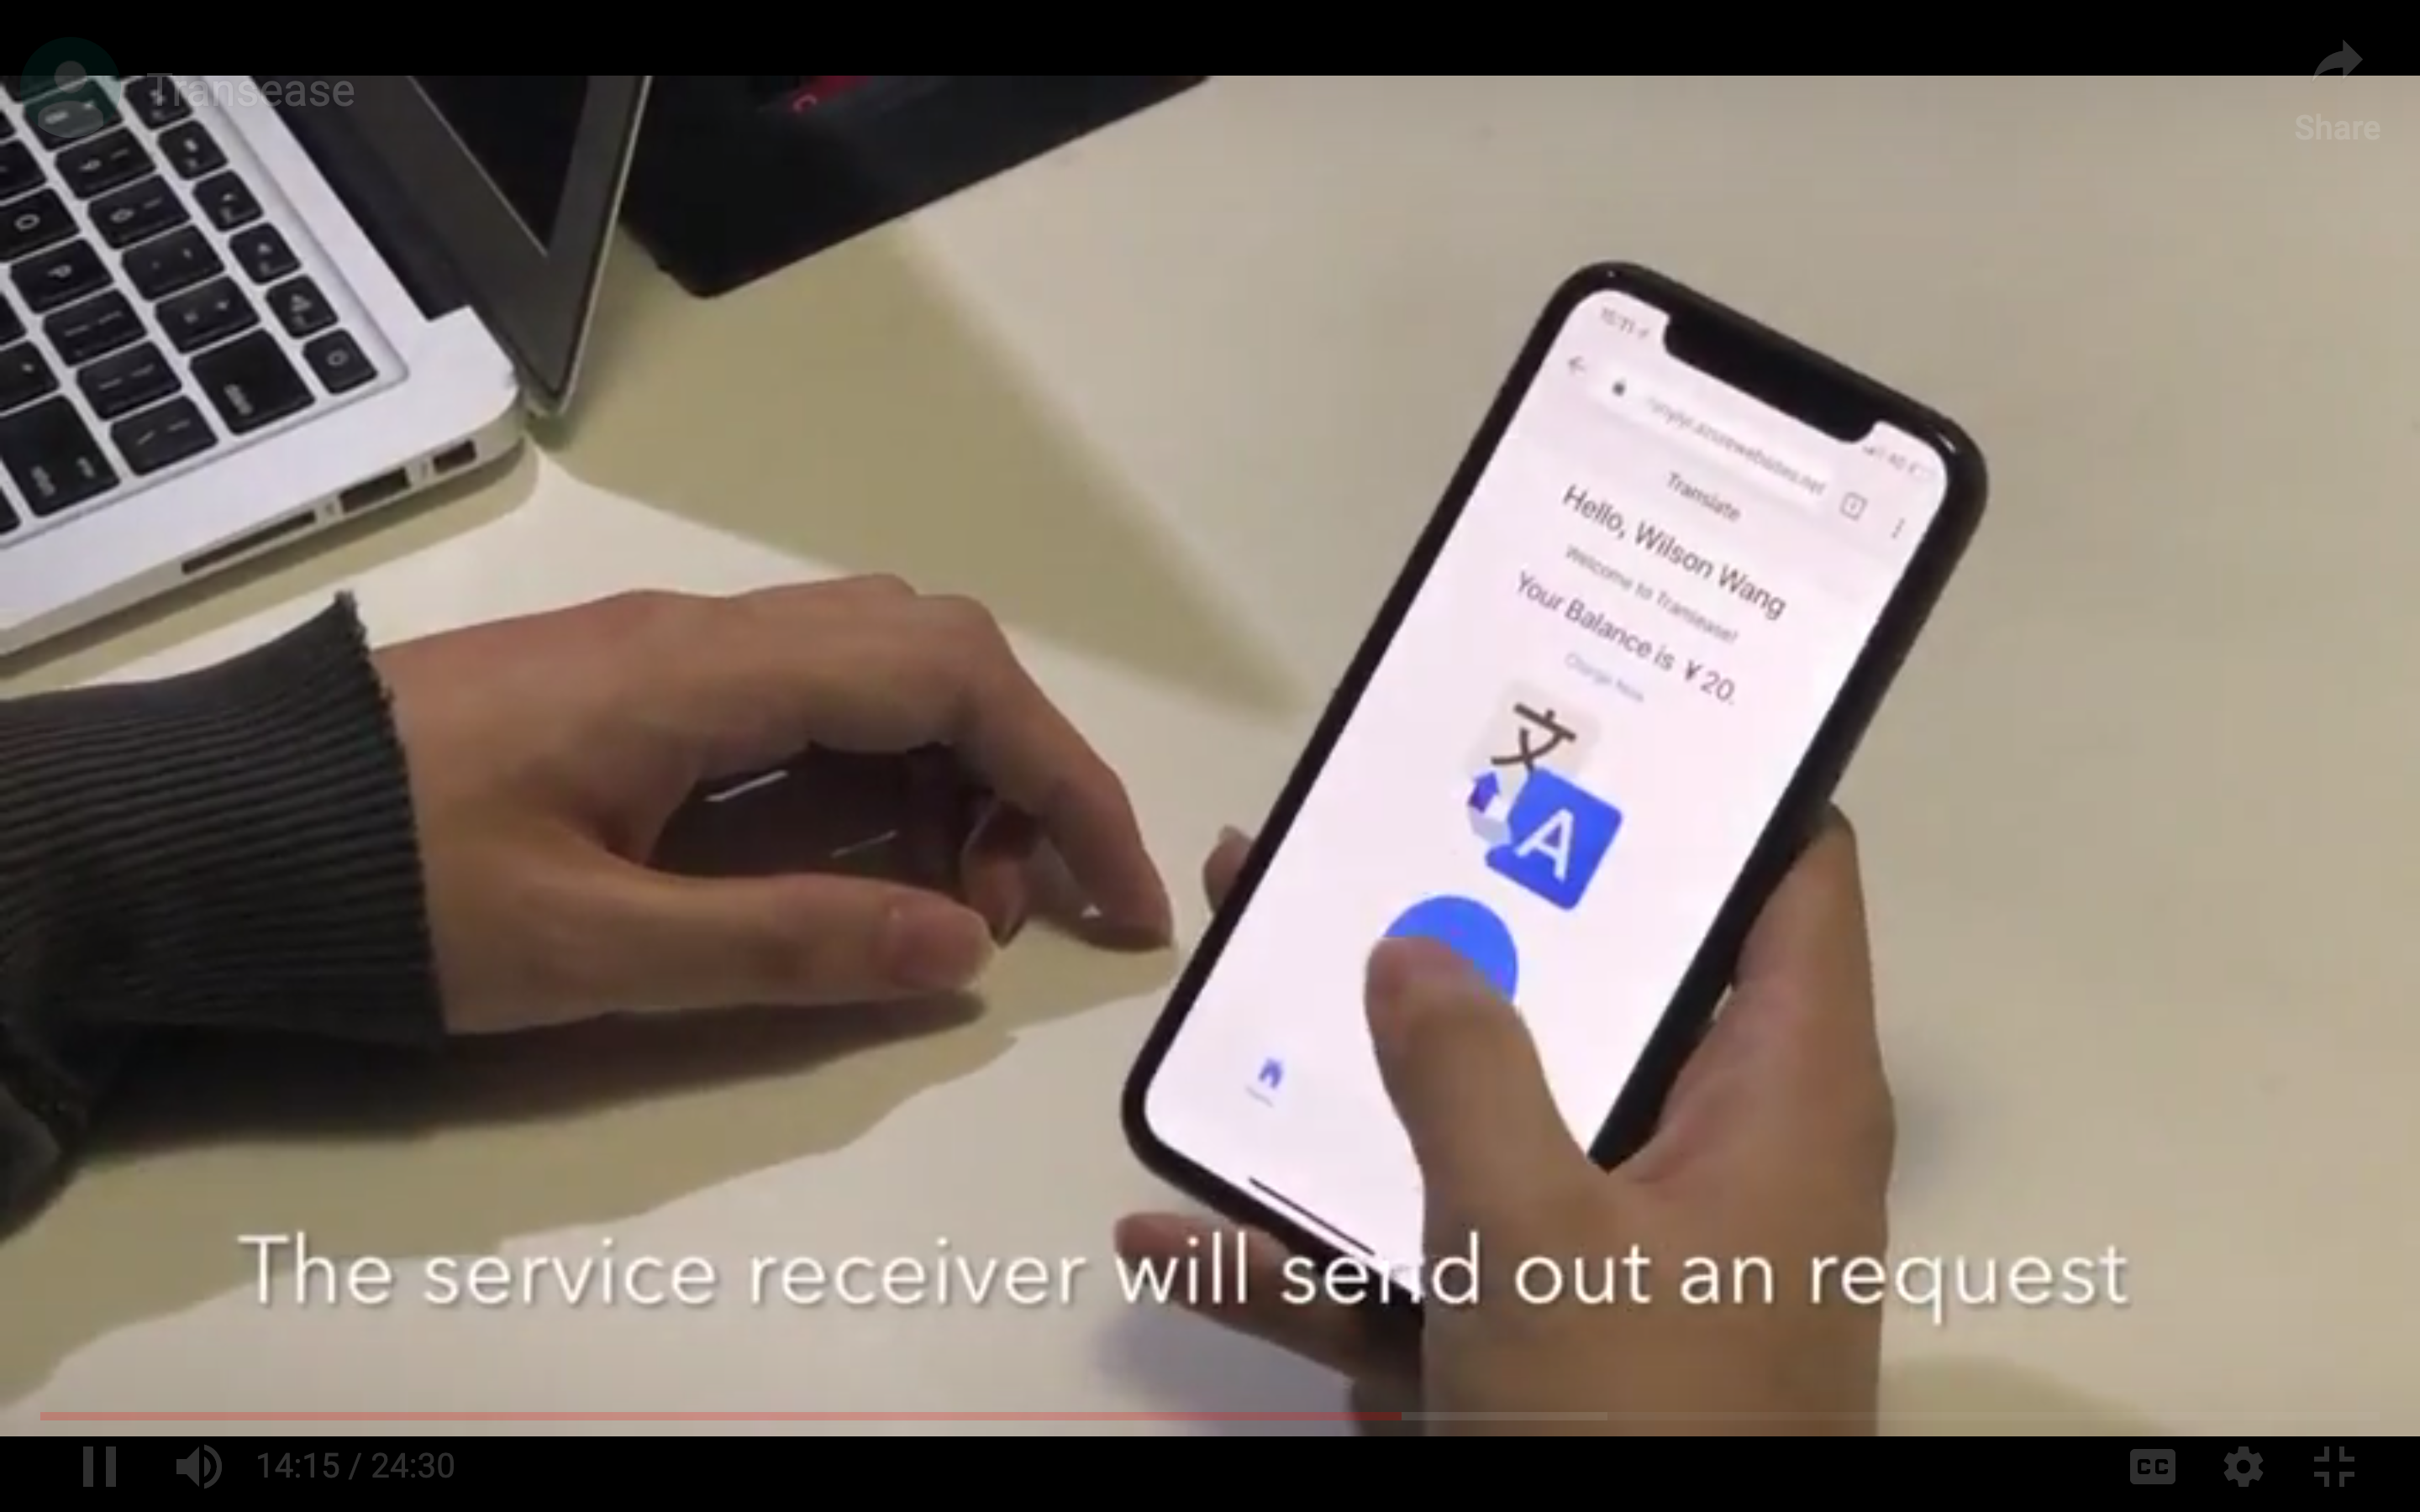 Transease
Share
Translate
Hello, Wilson Wang
Welcome to Transease!
Your Balance is ¥ 20.
Charge Now
文
A
The service receiver will send out an request
14:15 / 24:30
CC